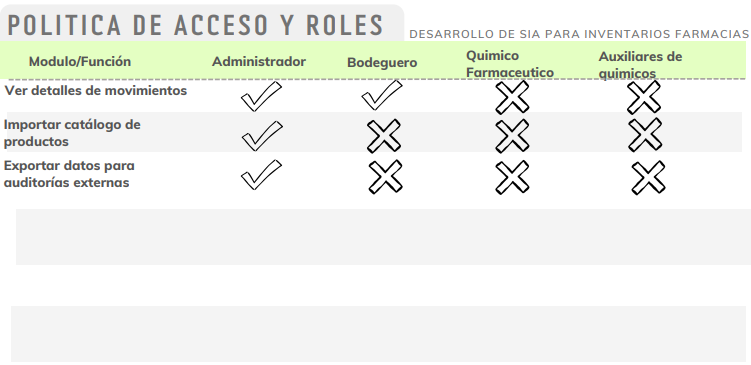 POLITICA DE ACCESO Y ROLES
DESARROLLO DE SIA PARA INVENTARIOS FARMACIAS
Modulo/Función Administrador Bodeguero Quimico Farmaceutico Auxiliares de quimicos
Ver detalles de movimientos
Importar catálogo de
productos
Exportar datos para
auditorías externas